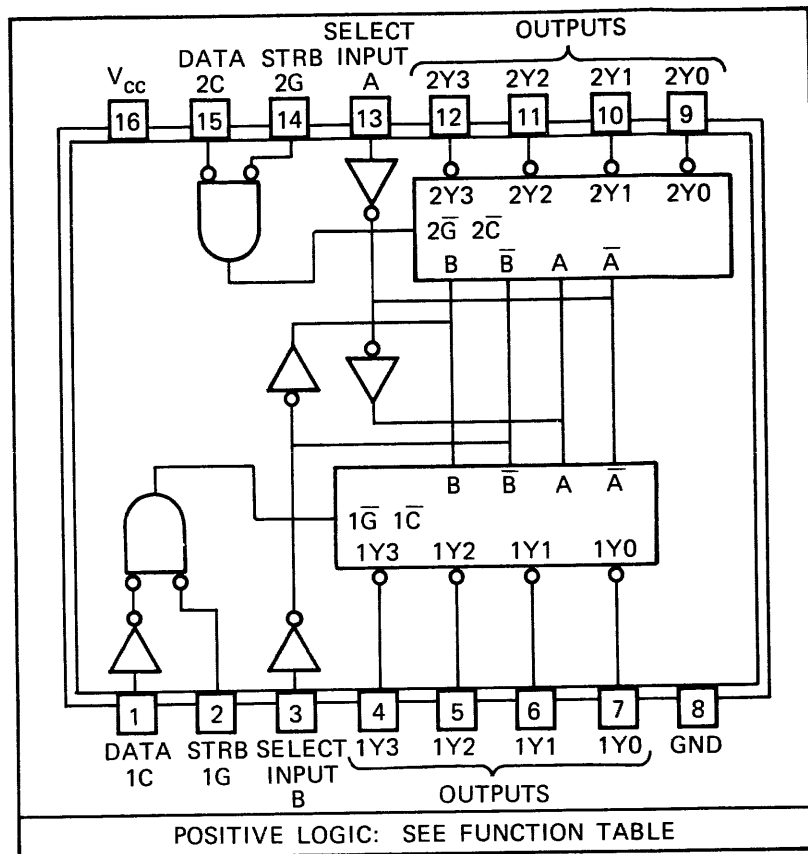 SELECT
OUTPUTS
DATA STRB INPUT
VCC 2C 2G A 2Y3 2Y2 2Y1 2Y0
16 15 14 13 12 11 10 9
2Y3 2Y2 2Y1 2Y0
2G̅ 2C̅
B B̅ A A̅
B B̅ A A̅
1G̅ 1C̅
1Y3 1Y2 1Y1 1Y0
1 2 3 4 5 6 7 8
DATA STRB SELECT 1Y3 1Y2 1Y1 1Y0 GND
1C 1G INPUT
B
OUTPUTS
POSITIVE LOGIC: SEE FUNCTION TABLE